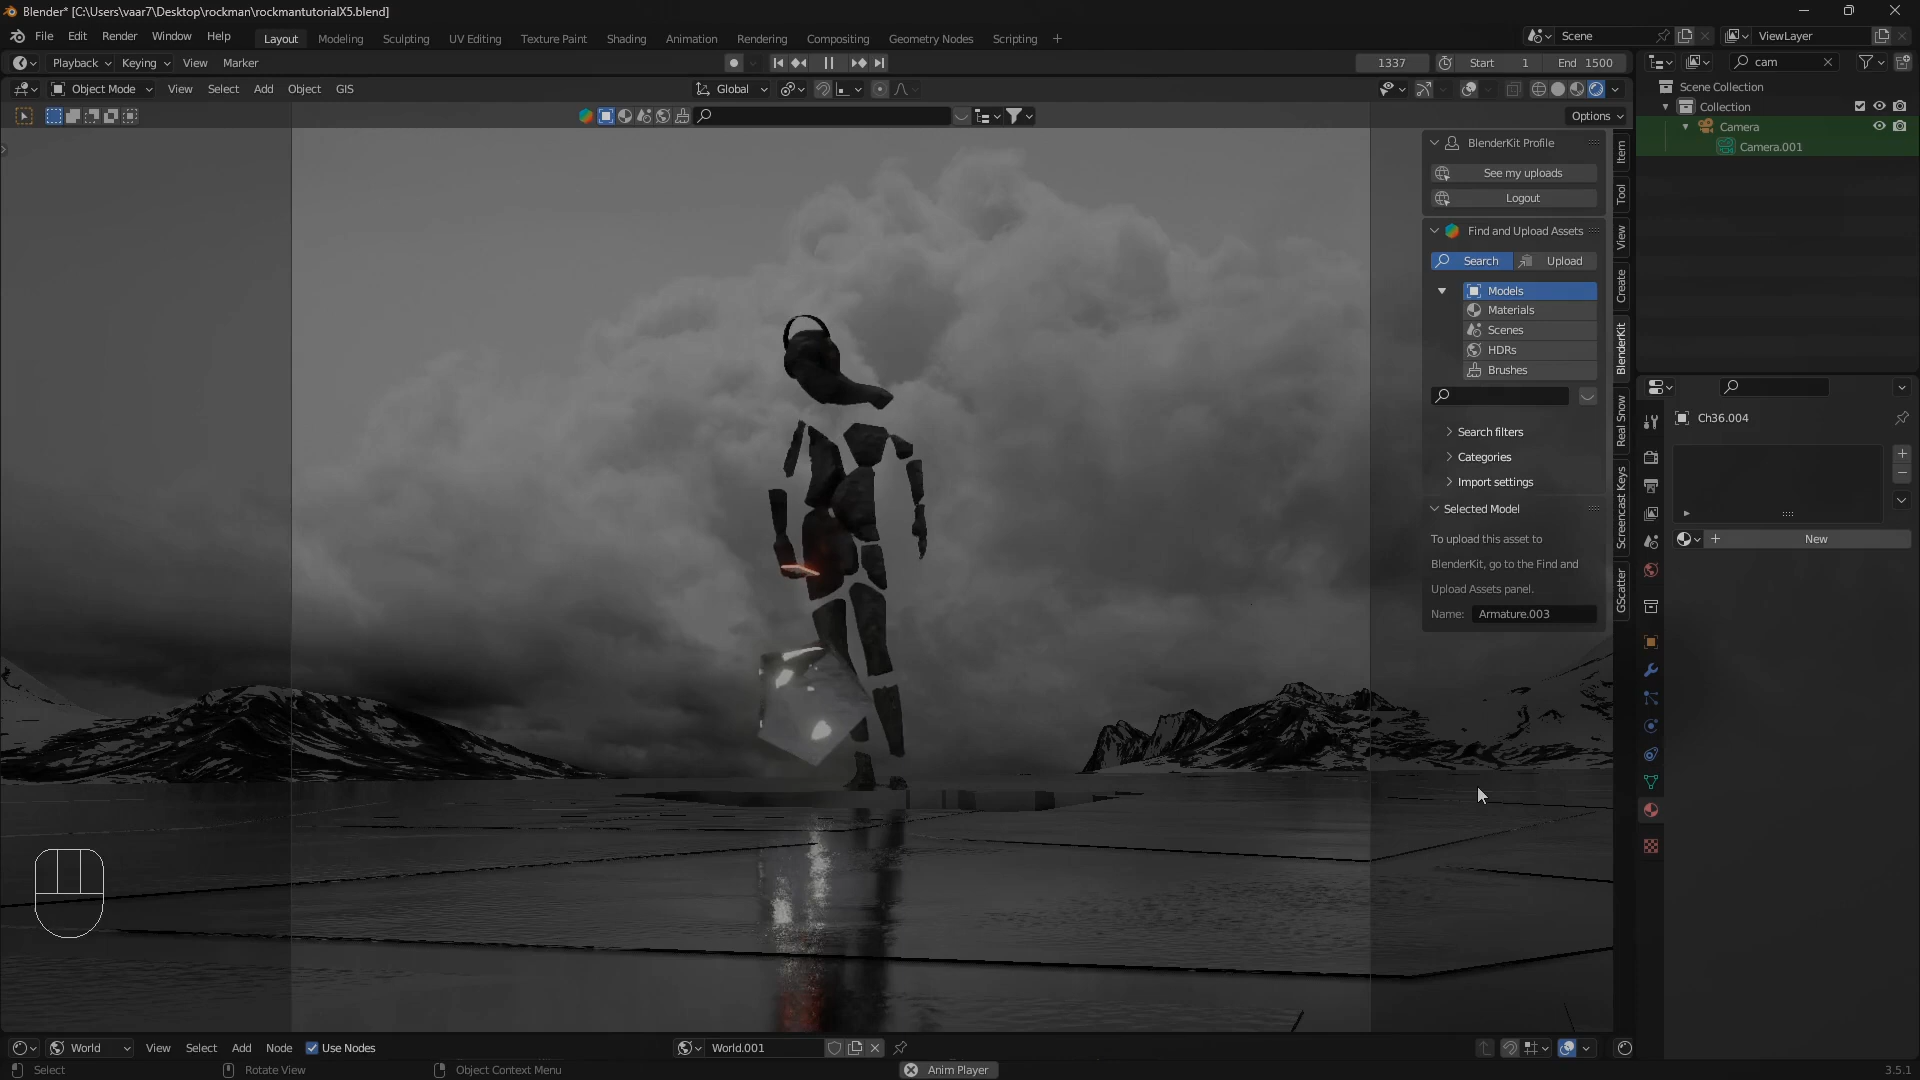 Blender* [C:\Users\vaar7\Desktop\rockman\rockmantutorialX5.blend]
File Edit Render Window Help Layout Modeling Sculpting UV Editing Texture Paint Shading Animation Rendering Compositing Geometry Nodes Scripting Scene ViewLayer
Playback Keying View Marker 1337 Start 1 End 1500 cam
Object Mode View Select Add Object GIS Global Scene Collection
Collection
Options Camera
Camera.001
BlenderKit Profile
See my uploads
Logout
Find and Upload Assets
Search Upload
Models
Materials
Scenes
HDRs
Brushes
Search filters
Categories
Import settings
Selected Model
To upload this asset to
BlenderKit, go to the Find and
Upload Assets panel.
Name: Armature.003
Item
Tool
View
Create
BlenderKit
Real Snow
Screencast Keys
GScatter
Ch36.004
New
World View Select Add Node Use Nodes World.001
Select Rotate View Object Context Menu Anim Player 3.5.1